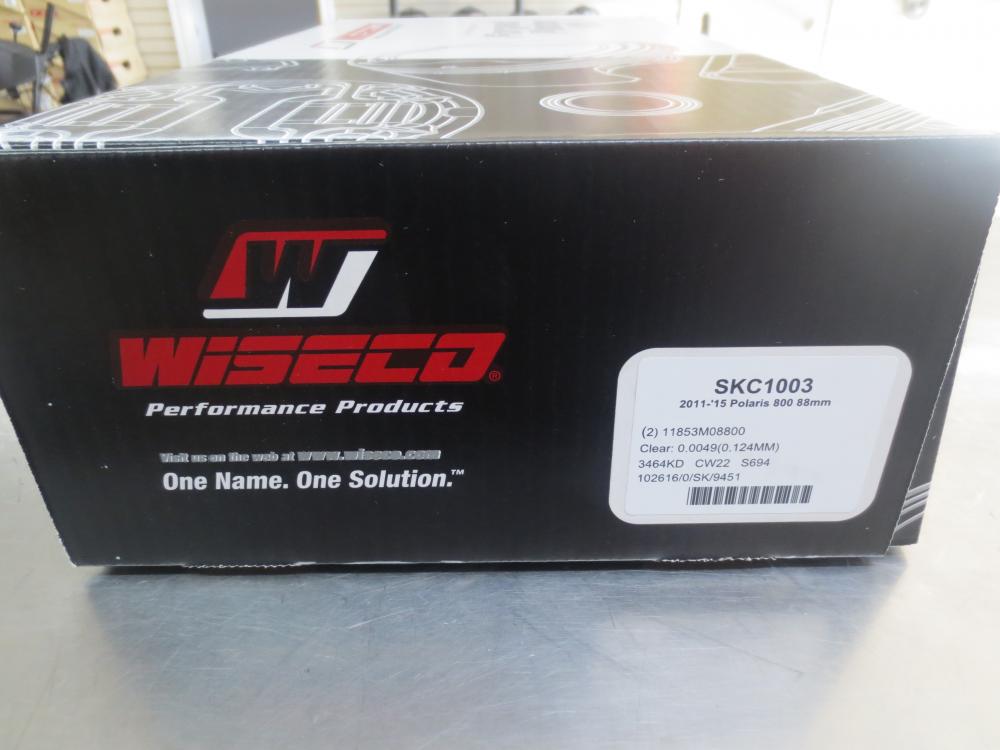 WISECO
W
WISECO®
Performance Products
Visit us on the web at www.wiseco.com
One Name. One Solution.™
SKC1003
2011-'15 Polaris 800 88mm
(2) 11853M08800
Clear: 0.0049(0.124MM)
3464KD CW22 S694
102616/0/SK/9451